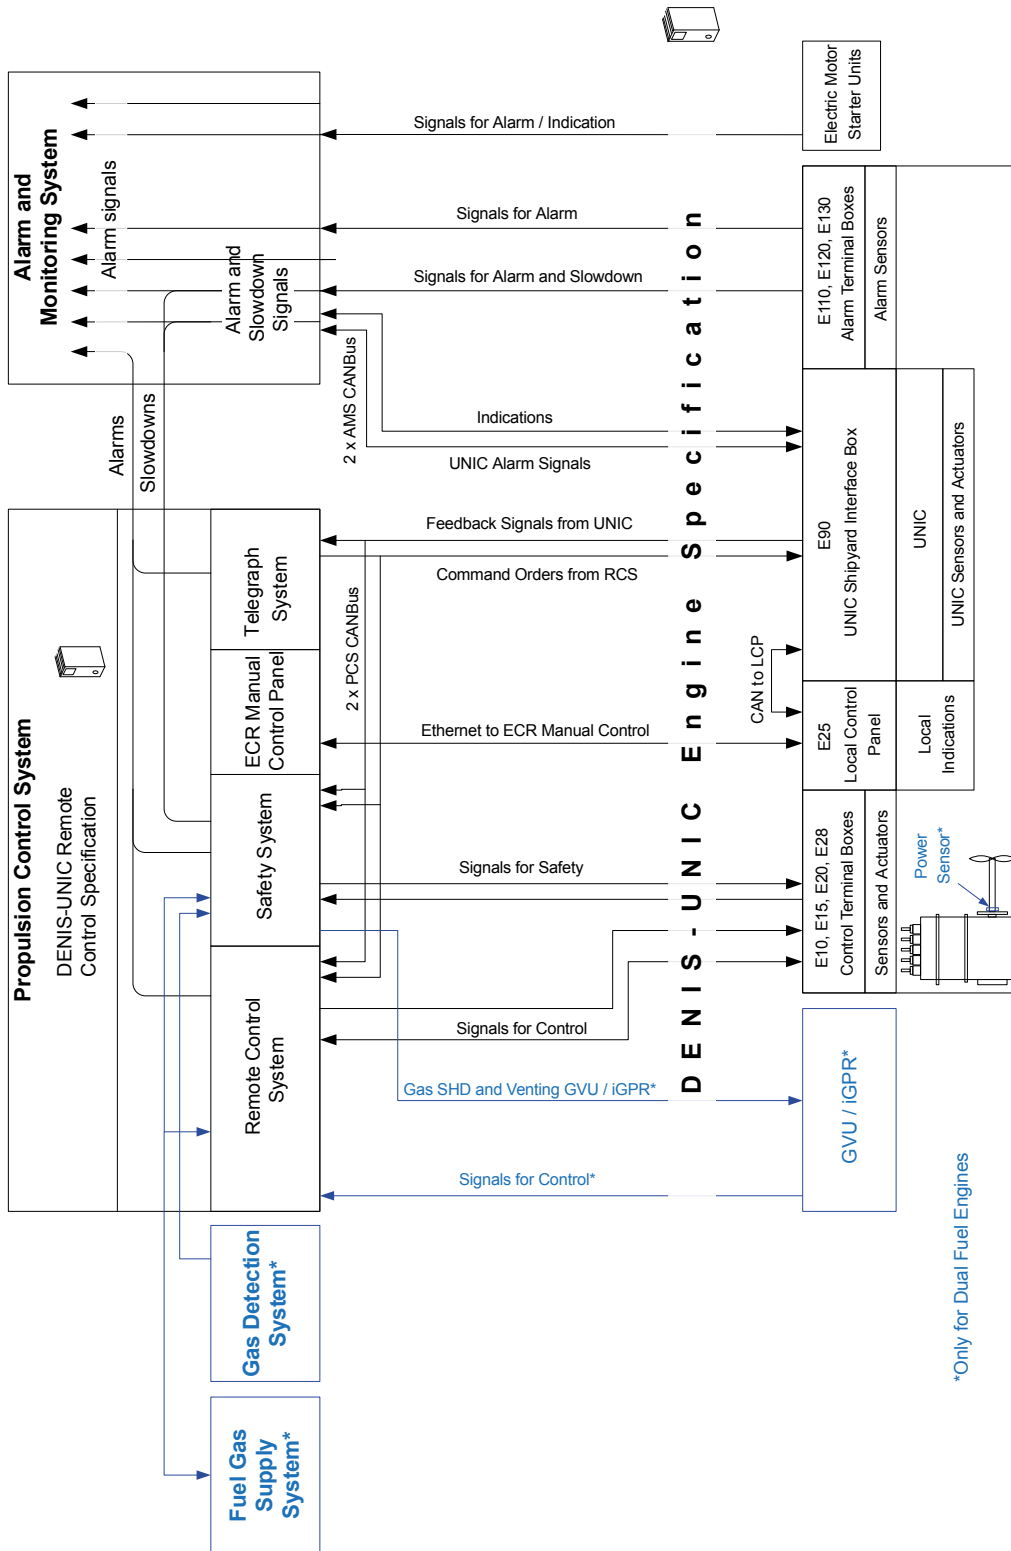 Propulsion Control System
DENIS-UNIC Remote
Control Specification
Alarm and
Monitoring System
Alarm signals
Alarm and
Slowdown
Signals
Alarms
Slowdowns
Fuel Gas
Supply
System*
Gas Detection
System*
Remote Control
System
Safety System
ECR Manual
Control Panel
Telegraph
System
2 x PCS CANBus
2 x AMS CANBus
Signals for Control*
Gas SHD and Venting GVU / iGPR*
Signals for Control
Signals for Safety
Ethernet to ECR Manual Control
Command Orders from RCS
Feedback Signals from UNIC
UNIC Alarm Signals
Indications
Signals for Alarm and Slowdown
Signals for Alarm
Signals for Alarm / Indication
DENIS-UNIC Engine Specification
CAN to LCP
GVU / iGPR*
E10, E15, E20, E28
Control Terminal Boxes
Sensors and Actuators
Power
Sensor*
E25
Local Control
Panel
Local
Indications
E90
UNIC Shipyard Interface Box
UNIC
UNIC Sensors and Actuators
E110, E120, E130
Alarm Terminal Boxes
Alarm Sensors
Electric Motor
Starter Units
*Only for Dual Fuel Engines